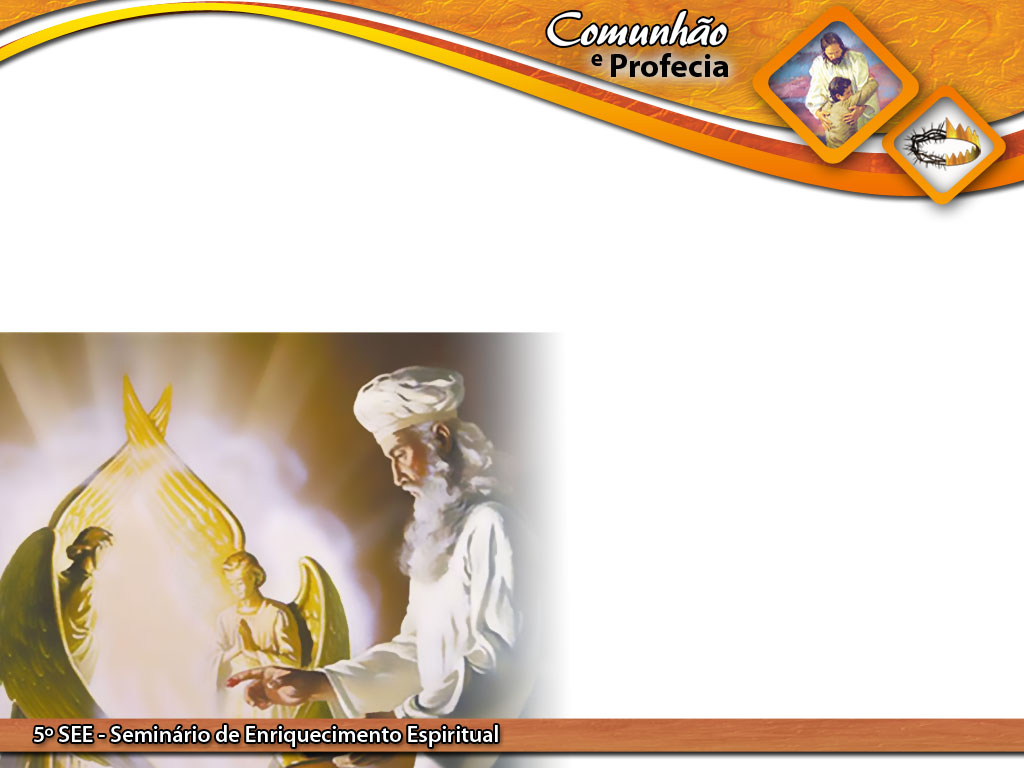 Comunhão
e Profecia
5º SEE - Seminário de Enriquecimento Espiritual